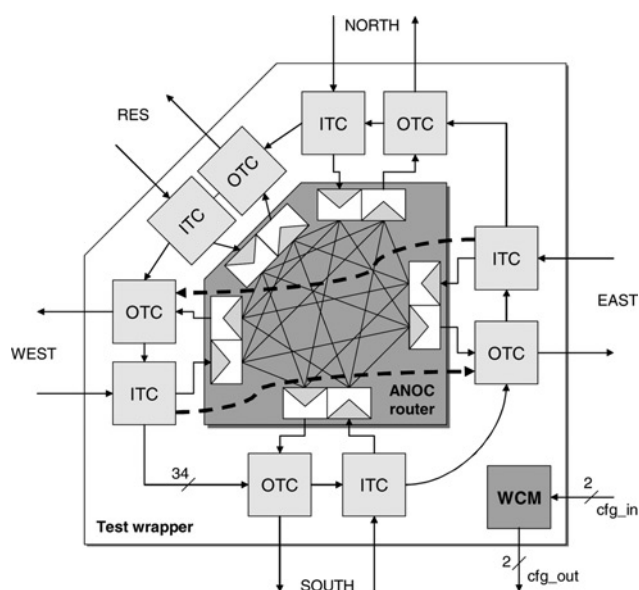 NORTH
RES
ITC
OTC
OTC
ITC
ITC
OTC
EAST
WEST
OTC
ITC
ANOC
router
34
OTC
ITC
WCM
2
cfg_in
Test wrapper
2
cfg_out
SOUTH